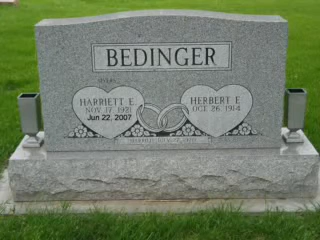 BEDINGER
HARRIETT E.
NOV 17, 1921
Jun 22, 2007
HERBERT E.
OCT 26, 1914